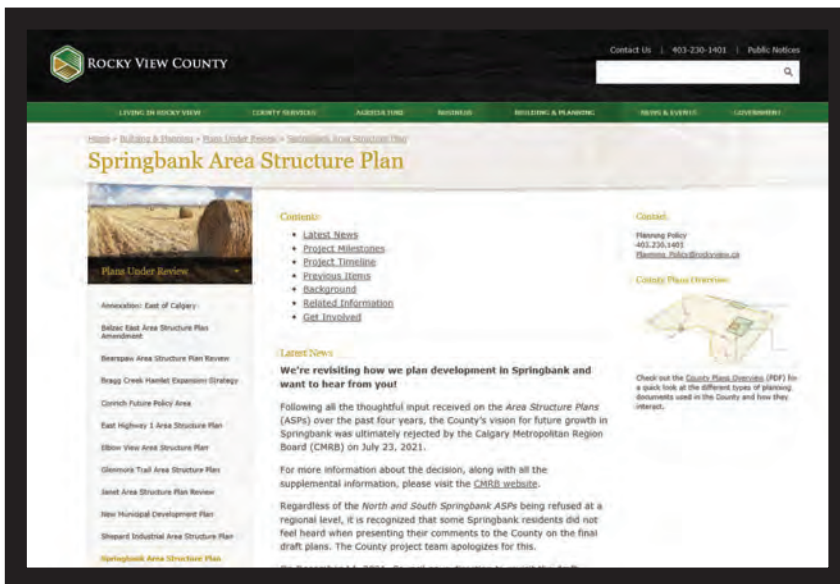 Contact Us | 403-230-1401 | Public Notices
ROCKY VIEW COUNTY
LIVING IN ROCKY VIEW COUNTY SERVICES AGRICULTURE BUSINESS BUILDING & PLANNING NEWS & EVENTS GOVERNMENT
Home » Building & Planning » Plans Under Review » Springbank Area Structure Plan
Springbank Area Structure Plan
Plans Under Review
Annexation: East of Calgary
Balzac East Area Structure Plan
Amendment
Bearspaw Area Structure Plan Review
Bragg Creek Hamlet Expansion Strategy
Conrich Future Policy Area
East Highway 1 Area Structure Plan
Elbow View Area Structure Plan
Glenmore Trail Area Structure Plan
Janet Area Structure Plan Review
New Municipal Development Plan
Shepard Industrial Area Structure Plan
Springbank Area Structure Plan
Contents
• Latest News
• Project Milestones
• Project Timeline
• Previous Items
• Background
• Related Information
• Get Involved
Latest News
We're revisiting how we plan development in Springbank and
want to hear from you!
Following all the thoughtful input received on the Area Structure Plans
(ASPs) over the past four years, the County's vision for future growth in
Springbank was ultimately rejected by the Calgary Metropolitan Region
Board (CMRB) on July 23, 2021.
For more information about the decision, along with all the
supplemental information, please visit the CMRB website.
Regardless of the North and South Springbank ASPs being refused at a
regional level, it is recognized that some Springbank residents did not
feel heard when presenting their comments to the County on the final
draft plans. The County project team apologizes for this.
Contact
Planning Policy
403.230.1401
Planning_Policy@rockyview.ca
County Plans Overview
Check out the County Plans Overview (PDF) for
a quick look at the different types of planning
documents used in the County and how they
interact.